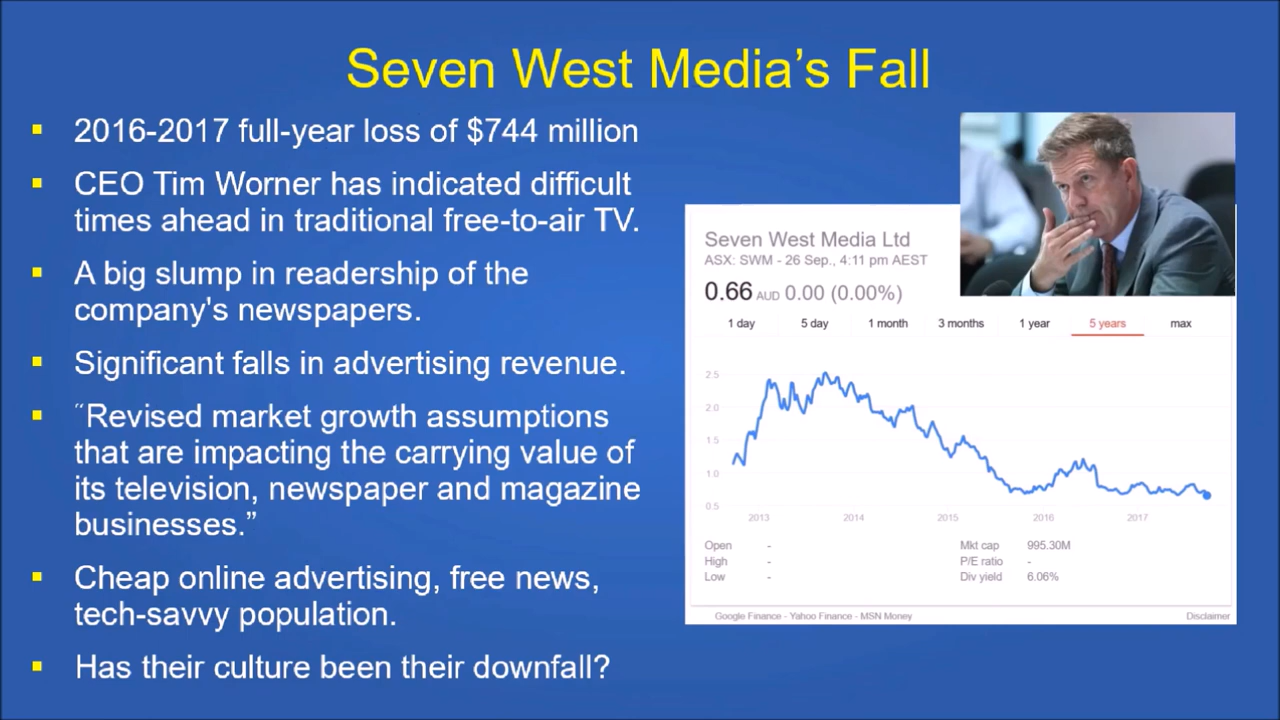 Seven West Media's Fall
▪ 2016-2017 full-year loss of $744 million
▪ CEO Tim Worner has indicated difficult
times ahead in traditional free-to-air TV.
▪ A big slump in readership of the
company's newspapers.
▪ Significant falls in advertising revenue.
▪ ˝Revised market growth assumptions
that are impacting the carrying value of
its television, newspaper and magazine
businesses.”
▪ Cheap online advertising, free news,
tech-savvy population.
▪ Has their culture been their downfall?
Seven West Media Ltd
ASX: SWM - 26 Sep., 4:11 pm AEST
0.66 AUD 0.00 (0.00%)
1 day 5 day 1 month 3 months 1 year 5 years max
2.5
2.0
1.5
1.0
0.5
2013 2014 2015 2016 2017
Open - Mkt cap 995.30M
High - P/E ratio -
Low - Div yield 6.06%
Google Finance - Yahoo Finance - MSN Money Disclaimer